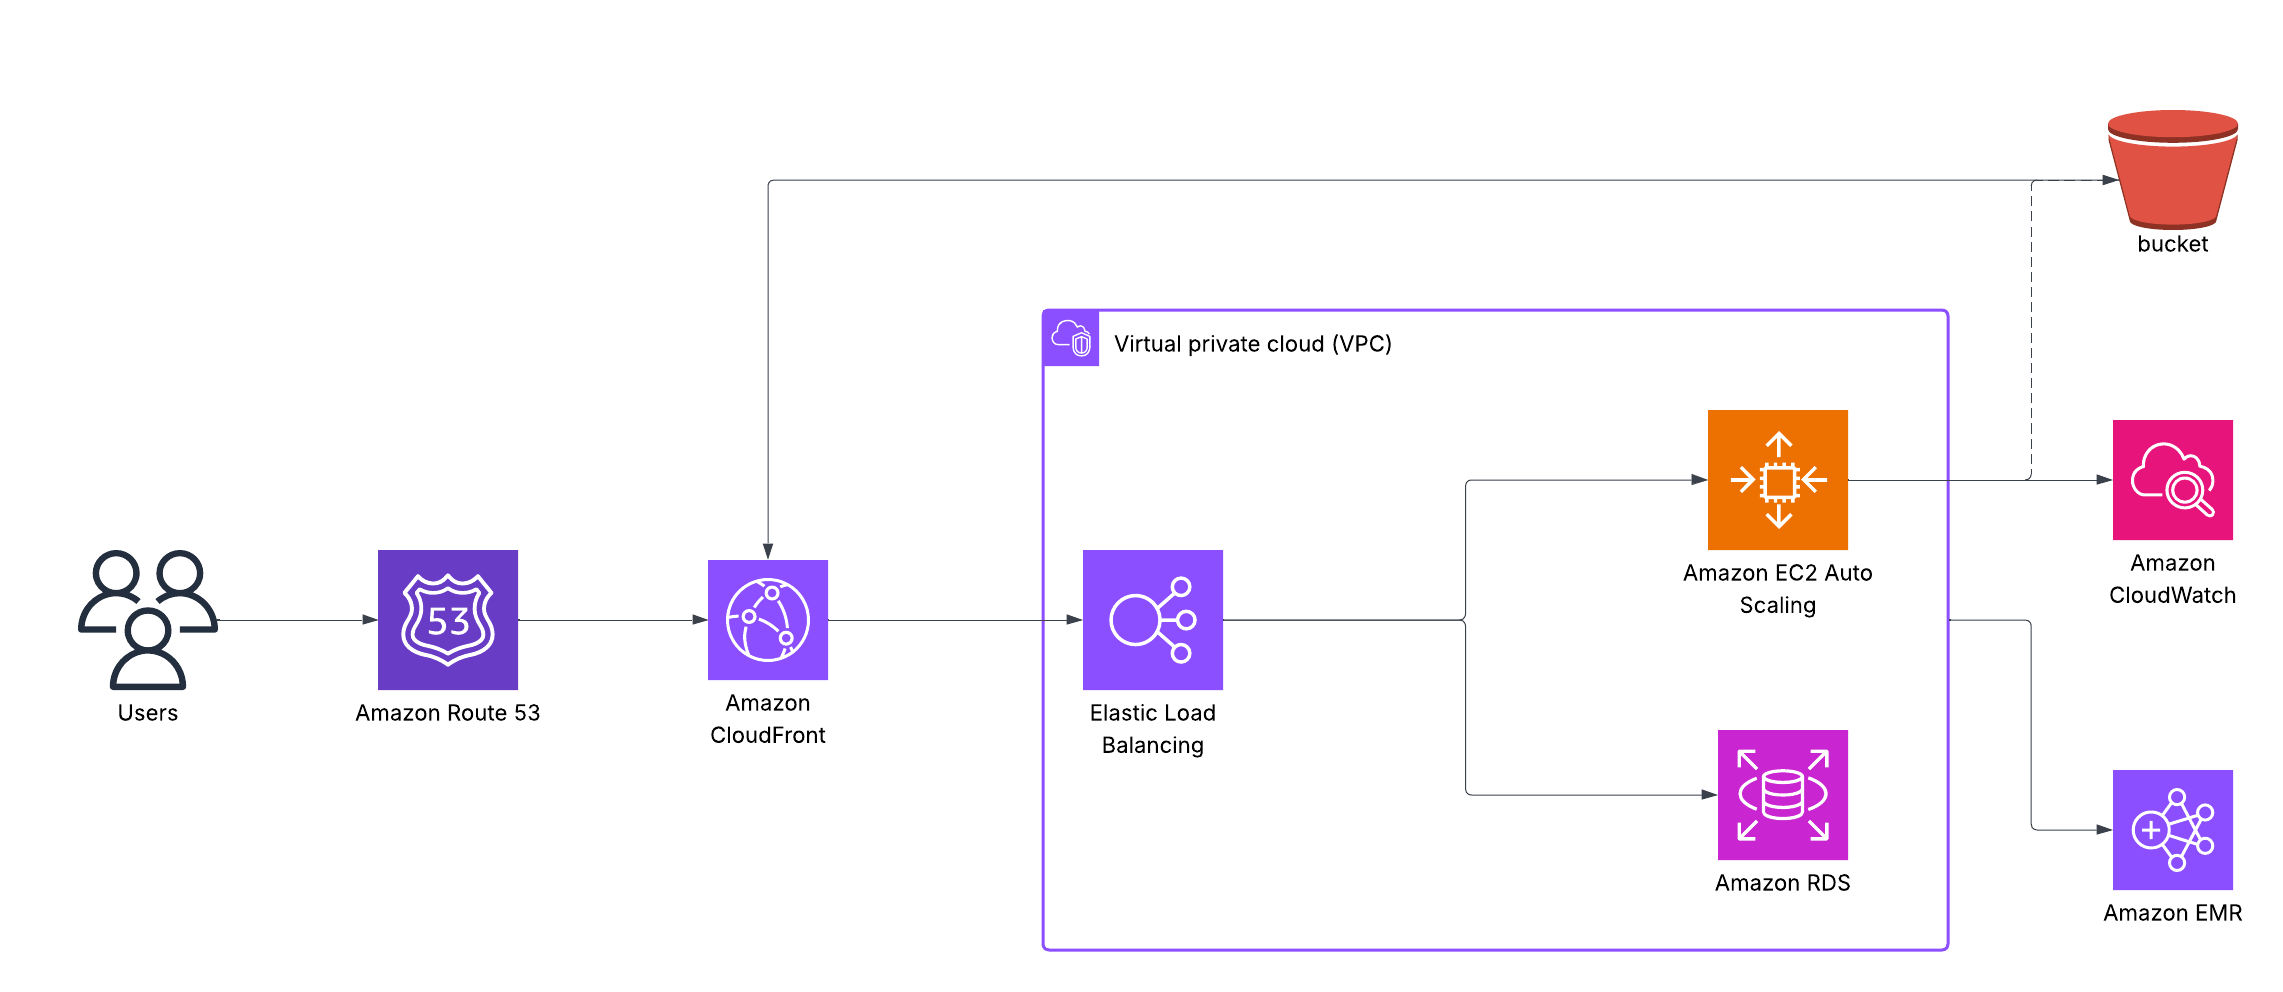 bucket
Virtual private cloud (VPC)
Amazon EC2 Auto
Scaling
Amazon
CloudWatch
53
Users
Amazon Route 53
Amazon
CloudFront
Elastic Load
Balancing
Amazon RDS
Amazon EMR